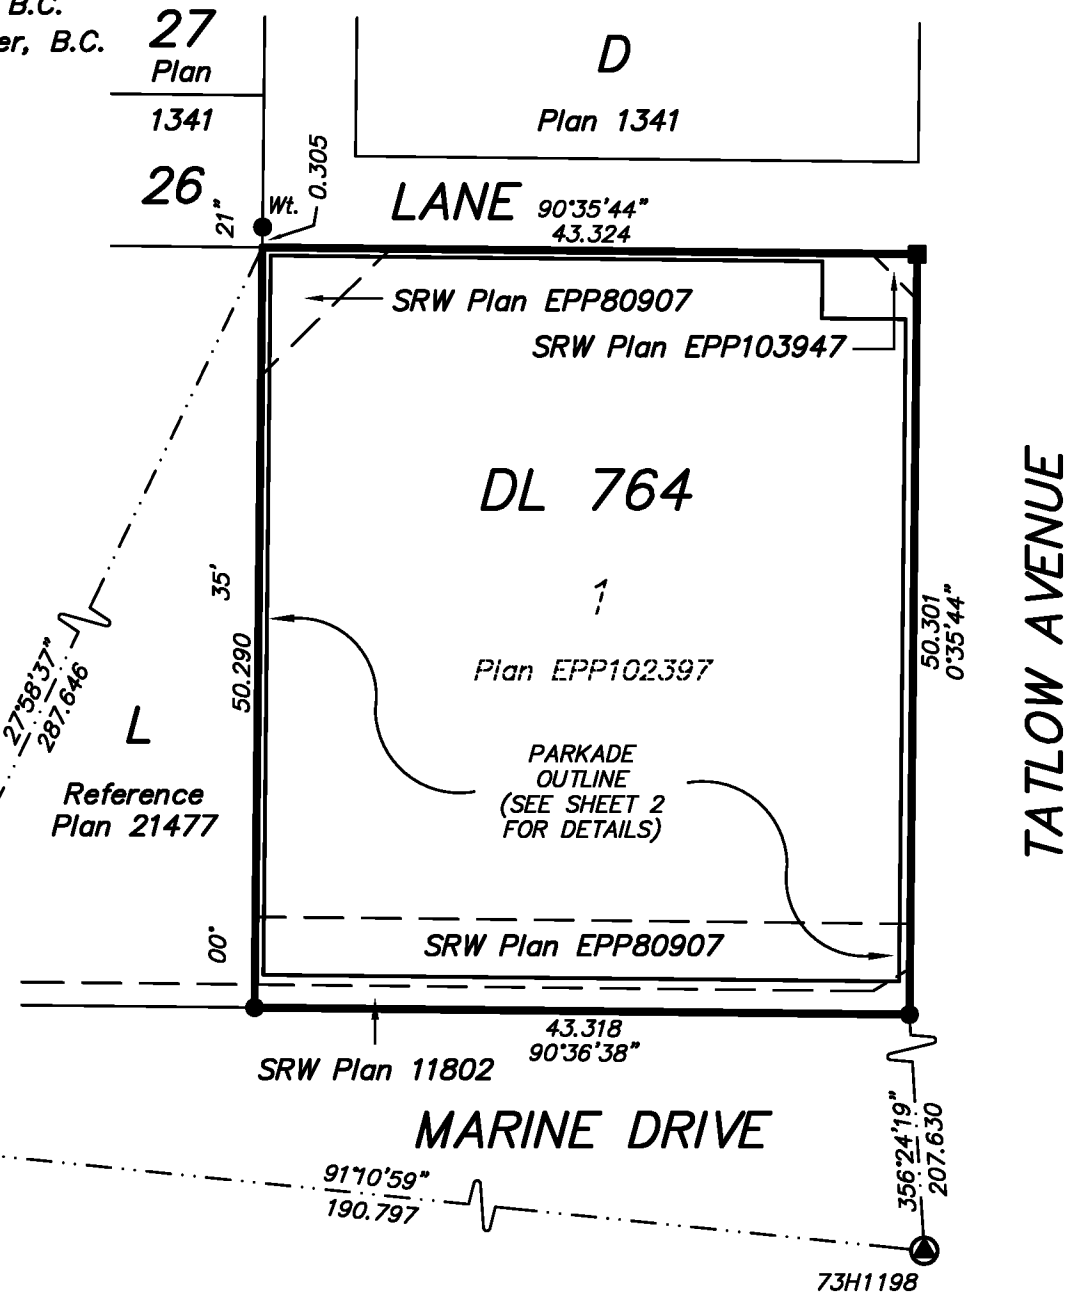 B.C.
er, B.C.
27
Plan
1341
26
D
Plan 1341
0.305
Wt.
21"
LANE
90°35'44"
43.324
SRW Plan EPP80907
SRW Plan EPP103947
DL 764
1
Plan EPP102397
35'
50.290
50.301
0°35'44"
TATLOW AVENUE
27°58'37"
287.646
L
Reference
Plan 21477
PARKADE
OUTLINE
(SEE SHEET 2
FOR DETAILS)
00°
SRW Plan EPP80907
43.318
90°36'38"
SRW Plan 11802
MARINE DRIVE
91°10'59"
190.797
356°24'19"
207.630
73H1198